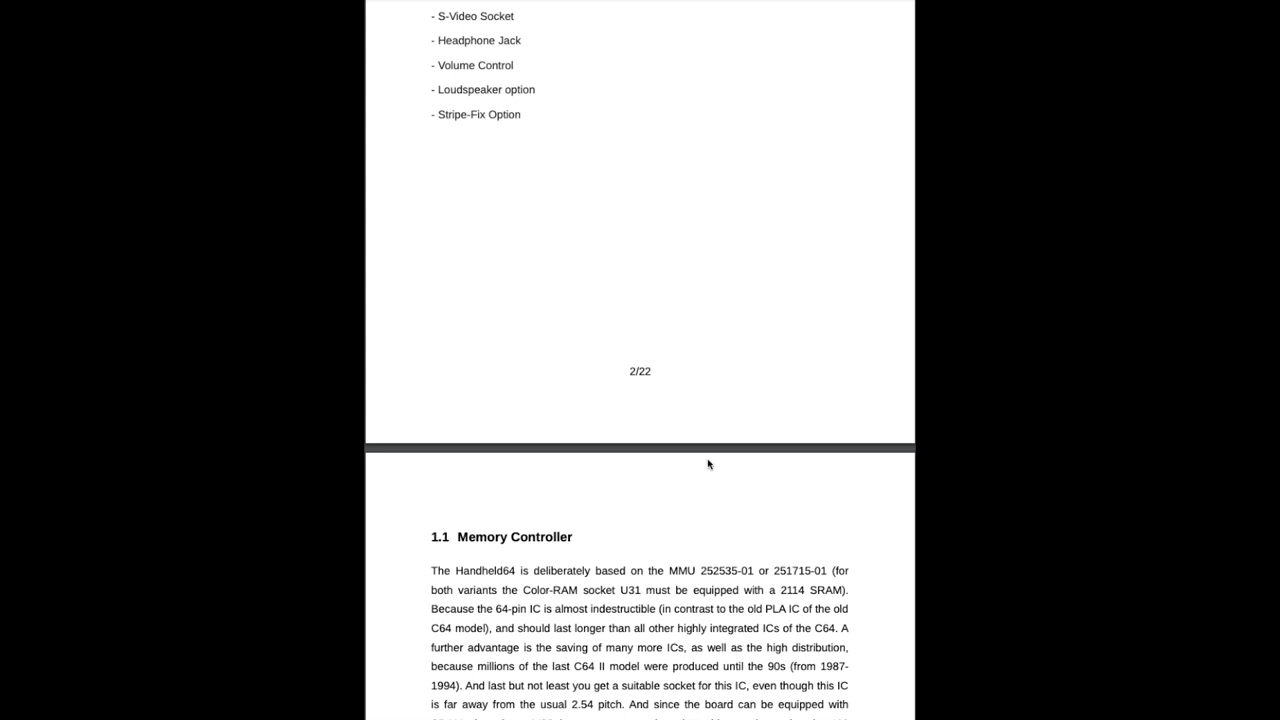 - S-Video Socket
- Headphone Jack
- Volume Control
- Loudspeaker option
- Stripe-Fix Option
2/22
1.1 Memory Controller
The Handheld64 is deliberately based on the MMU 252535-01 or 251715-01 (for
both variants the Color-RAM socket U31 must be equipped with a 2114 SRAM).
Because the 64-pin IC is almost indestructible (in contrast to the old PLA IC of the old
C64 model), and should last longer than all other highly integrated ICs of the C64. A
further advantage is the saving of many more ICs, as well as the high distribution,
because millions of the last C64 II model were produced until the 90s (from 1987-
1994). And last but not least you get a suitable socket for this IC, even though this IC
is far away from the usual 2.54 pitch. And since the board can be equipped with